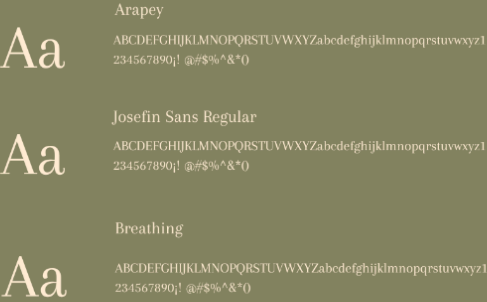 Arapey
Aa
ABCDEFGHIJKLMNOPQRSTUVWXYZabcdefghijklmnopqrstuvwxyz1
234567890¡! @#$%^&*()
Josefin Sans Regular
Aa
ABCDEFGHIJKLMNOPQRSTUVWXYZabcdefghijklmnopqrstuvwxyz1
234567890¡! @#$%^&*()
Breathing
Aa
ABCDEFGHIJKLMNOPQRSTUVWXYZabcdefghijklmnopqrstuvwxyz1
234567890¡! @#$%^&*()